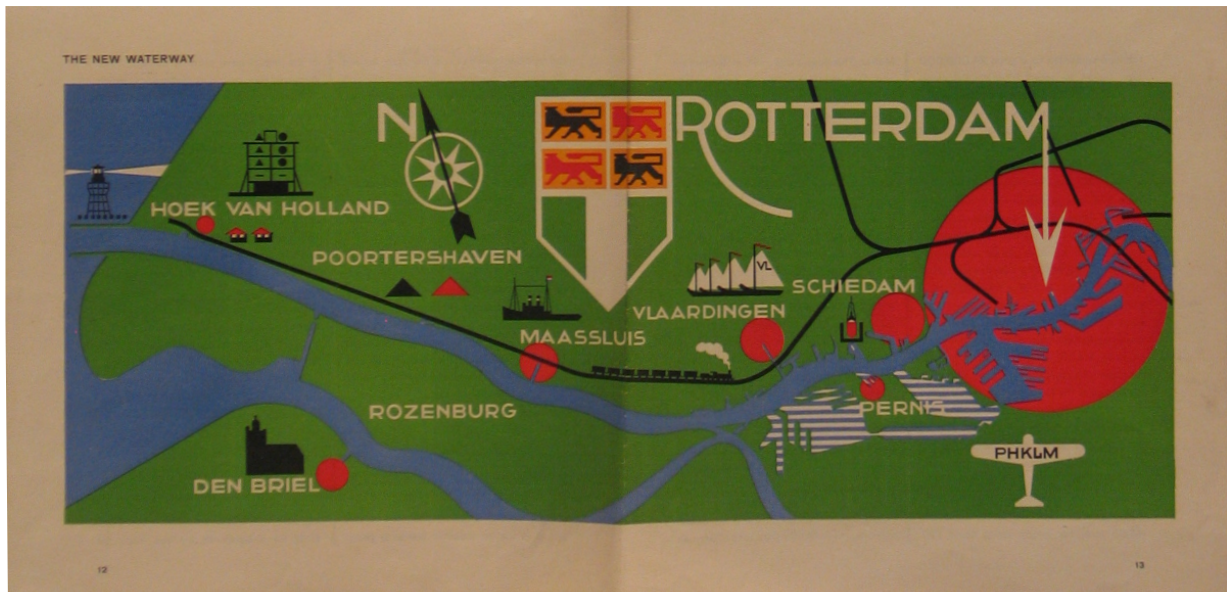 THE NEW WATERWAY
N
ROTTERDAM
HOEK VAN HOLLAND
POORTERSHAVEN
VL
SCHIEDAM
VLAARDINGEN
MAASSLUIS
ROZENBURG
PERNIS
PHKLM
DEN BRIEL
12
13